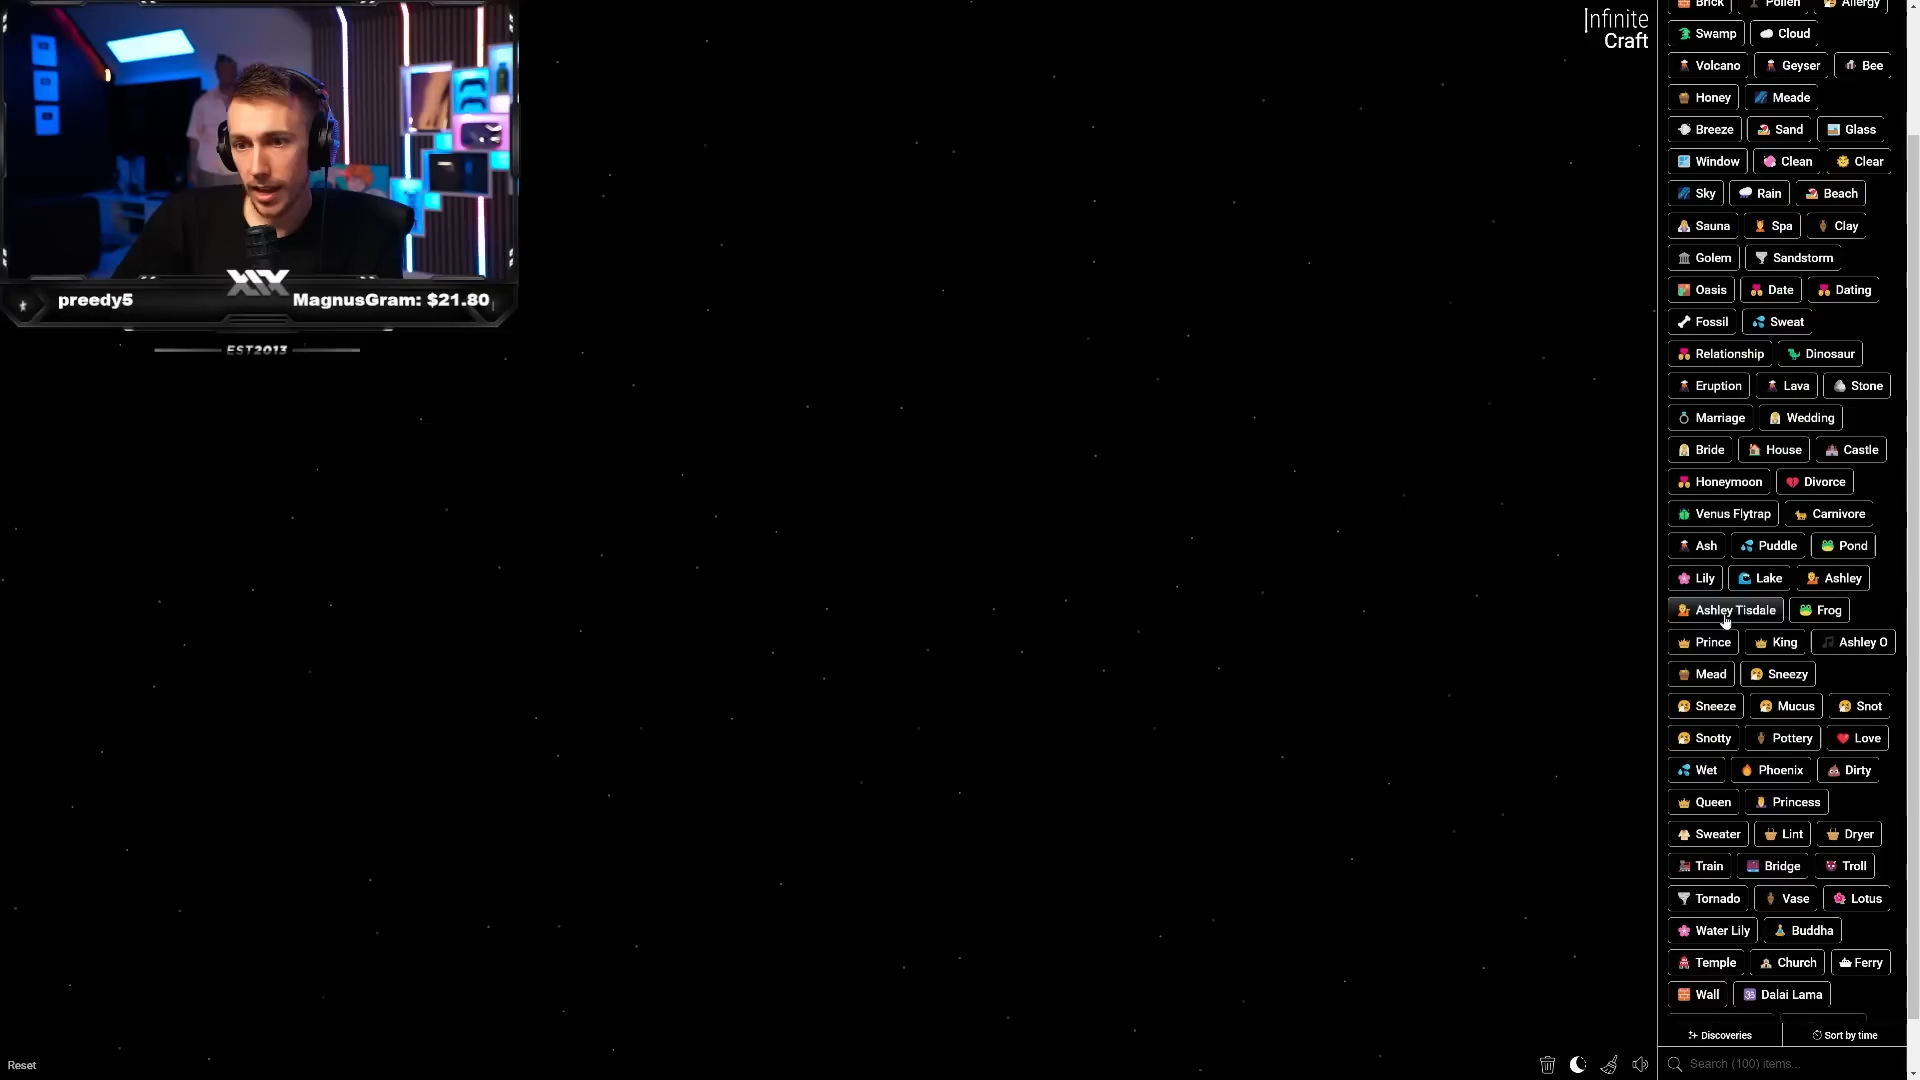 Infinite
Craft
preedy5 MagnusGram: $21.80
XIX
EST2013
Brick Pollen Allergy
Swamp Cloud
Volcano Geyser Bee
Honey Meade
Breeze Sand Glass
Window Clean Clear
Sky Rain Beach
Sauna Spa Clay
Golem Sandstorm
Oasis Date Dating
Fossil Sweat
Relationship Dinosaur
Eruption Lava Stone
Marriage Wedding
Bride House Castle
Honeymoon Divorce
Venus Flytrap Carnivore
Ash Puddle Pond
Lily Lake Ashley
Ashley Tisdale Frog
Prince King Ashley O
Mead Sneezy
Sneeze Mucus Snot
Snotty Pottery Love
Wet Phoenix Dirty
Queen Princess
Sweater Lint Dryer
Train Bridge Troll
Tornado Vase Lotus
Water Lily Buddha
Temple Church Ferry
Wall Dalai Lama
Discoveries Sort by time
Search (100) items...
Reset